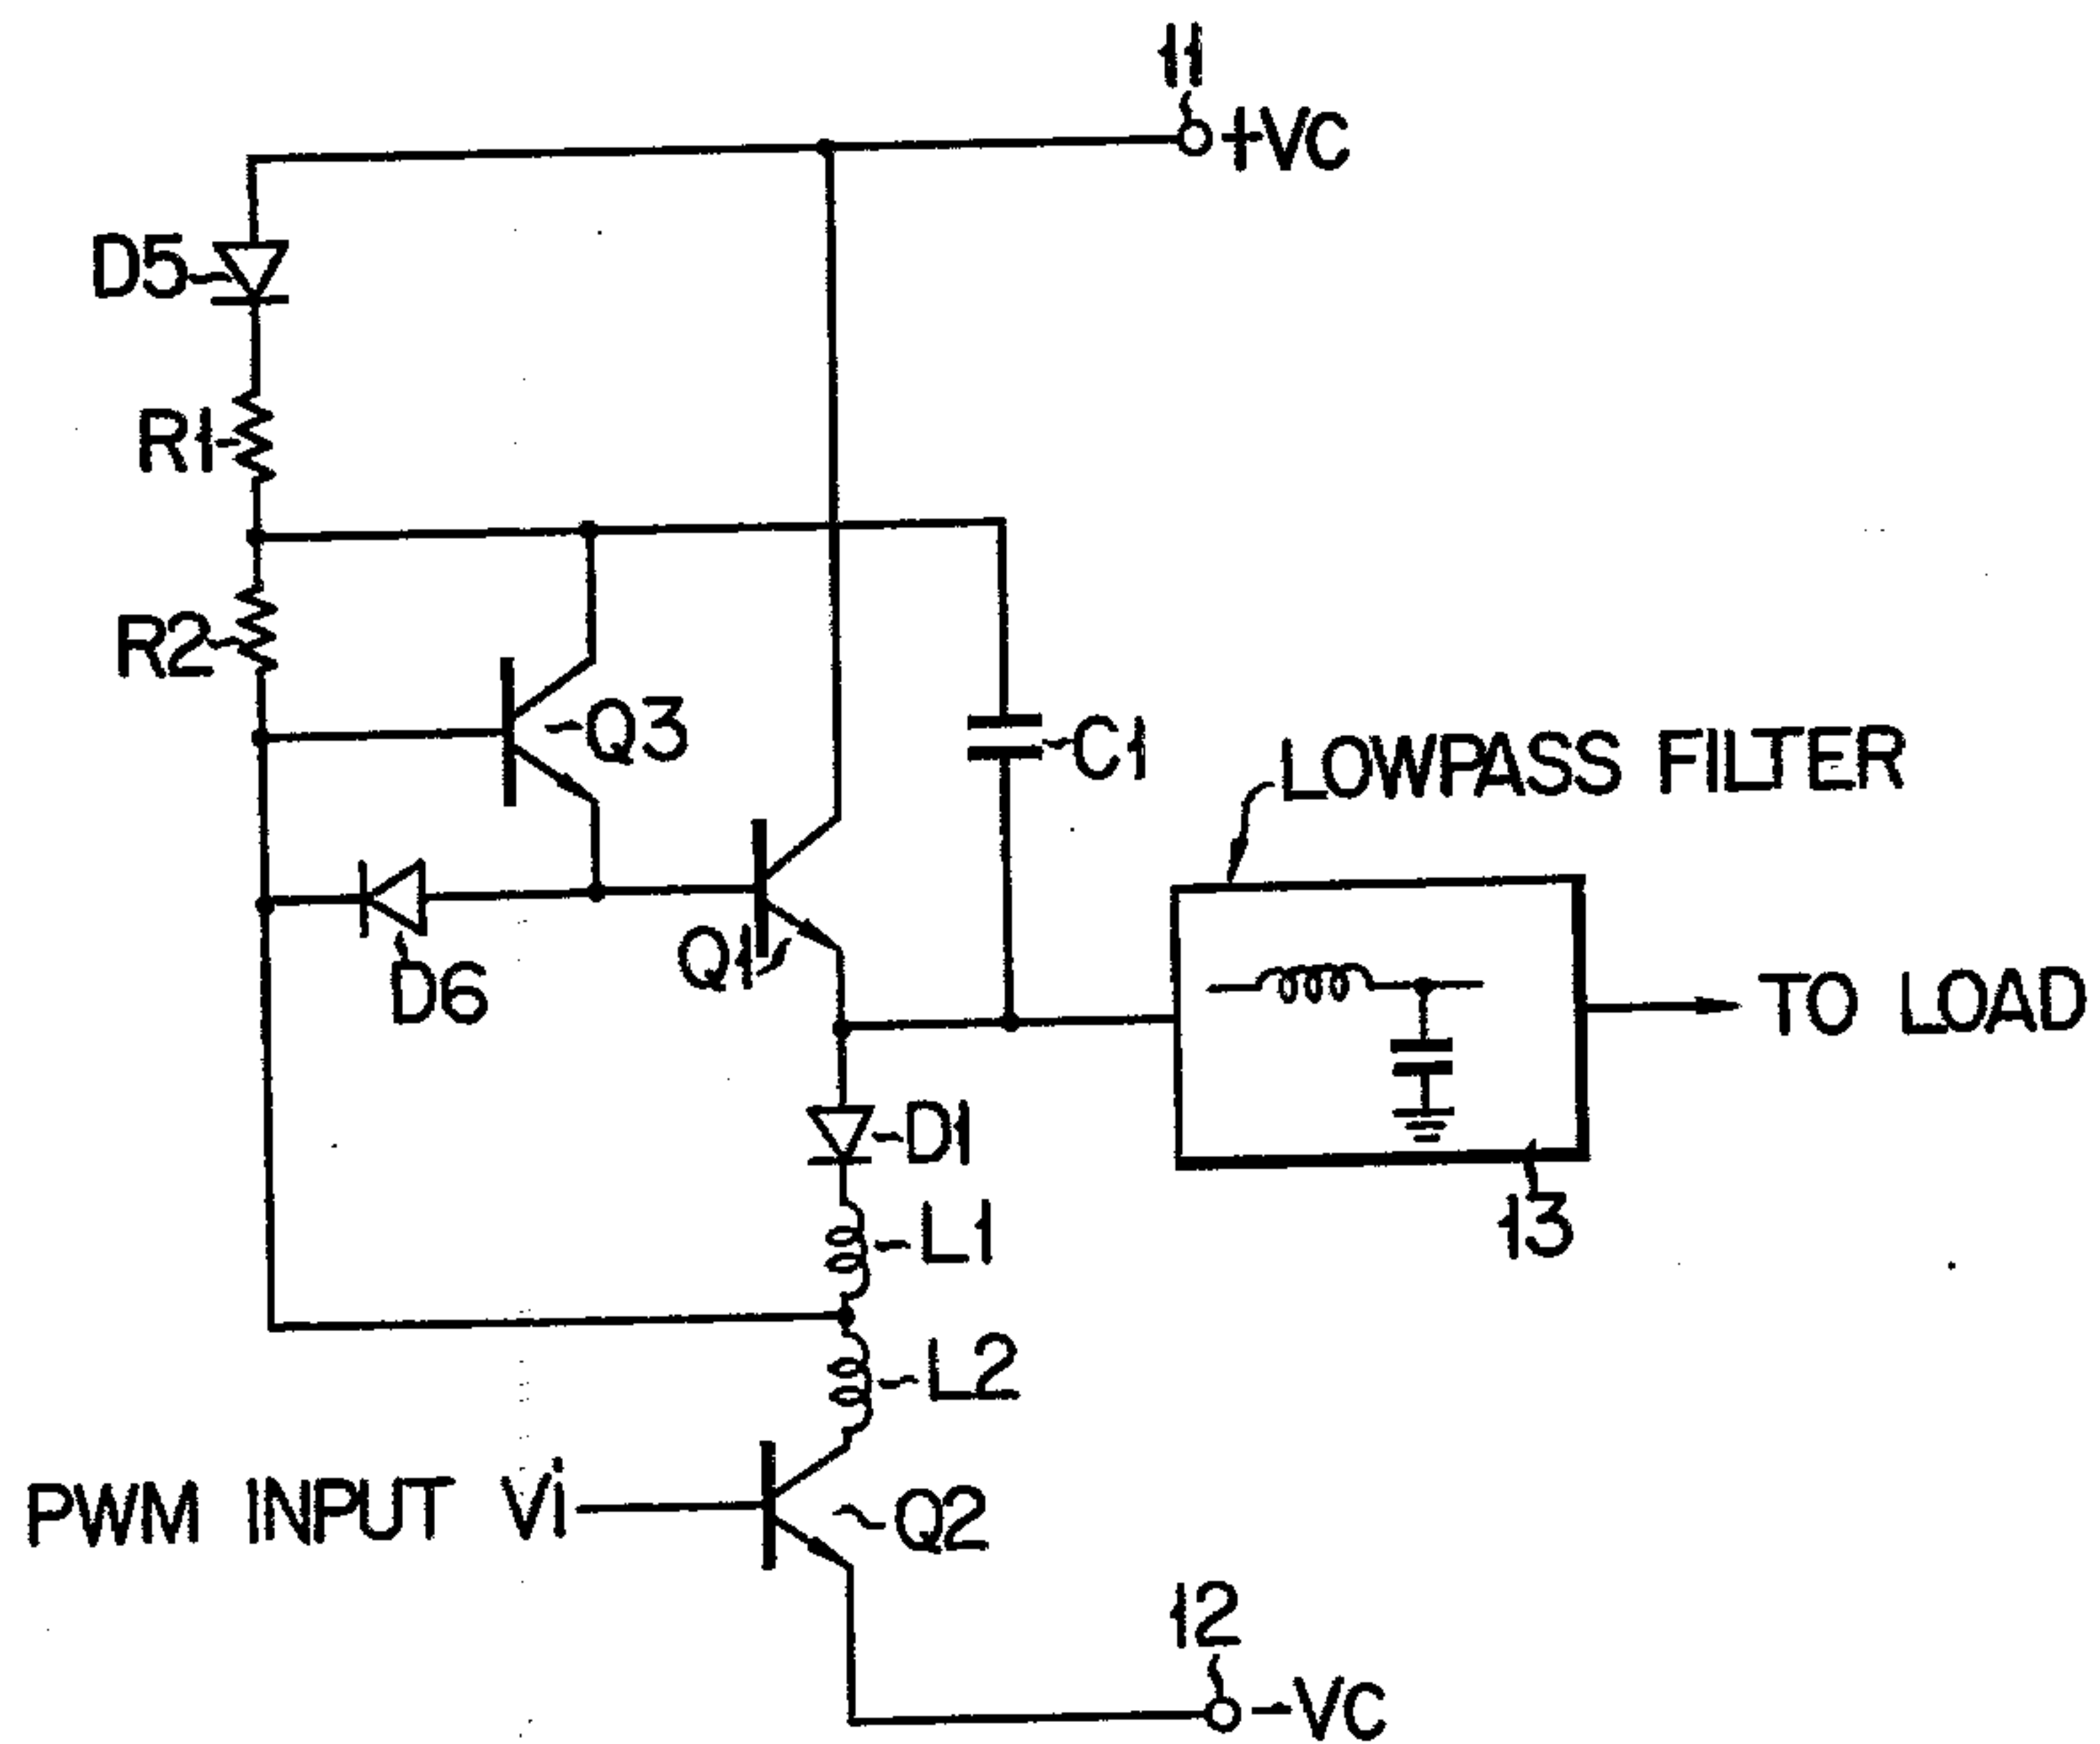 11
+VC
D5
R1
R2
Q3
C1
LOWPASS FILTER
Q1
D6
TO LOAD
D1
L1
13
L2
PWM INPUT Vi
Q2
12
-VC